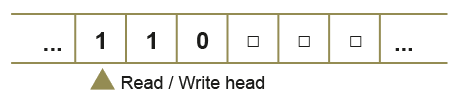 ... 1 1 0 □ □ □ ...
Read / Write head